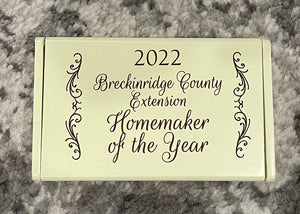 2022
Breckinridge County
Extension
Homemaker
of the Year